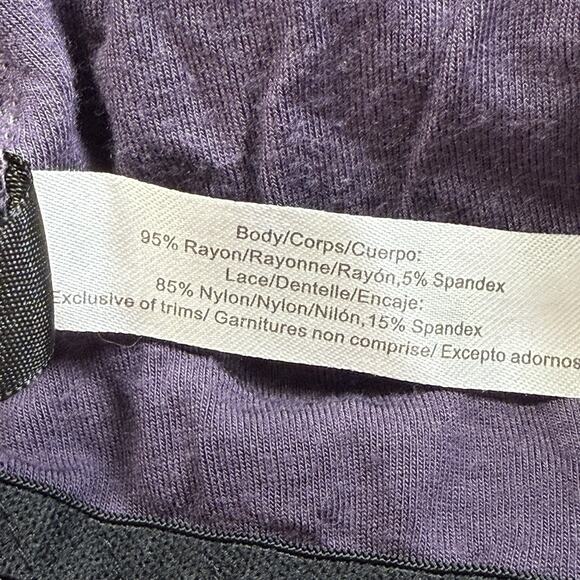 Body/Corps/Cuerpo:
95% Rayon/Rayonne/Rayón,5% Spandex
Lace/Dentelle/Encaje:
85% Nylon/Nylon/Nilón,15% Spandex
Exclusive of trims/ Garnitures non comprise/ Excepto adornos